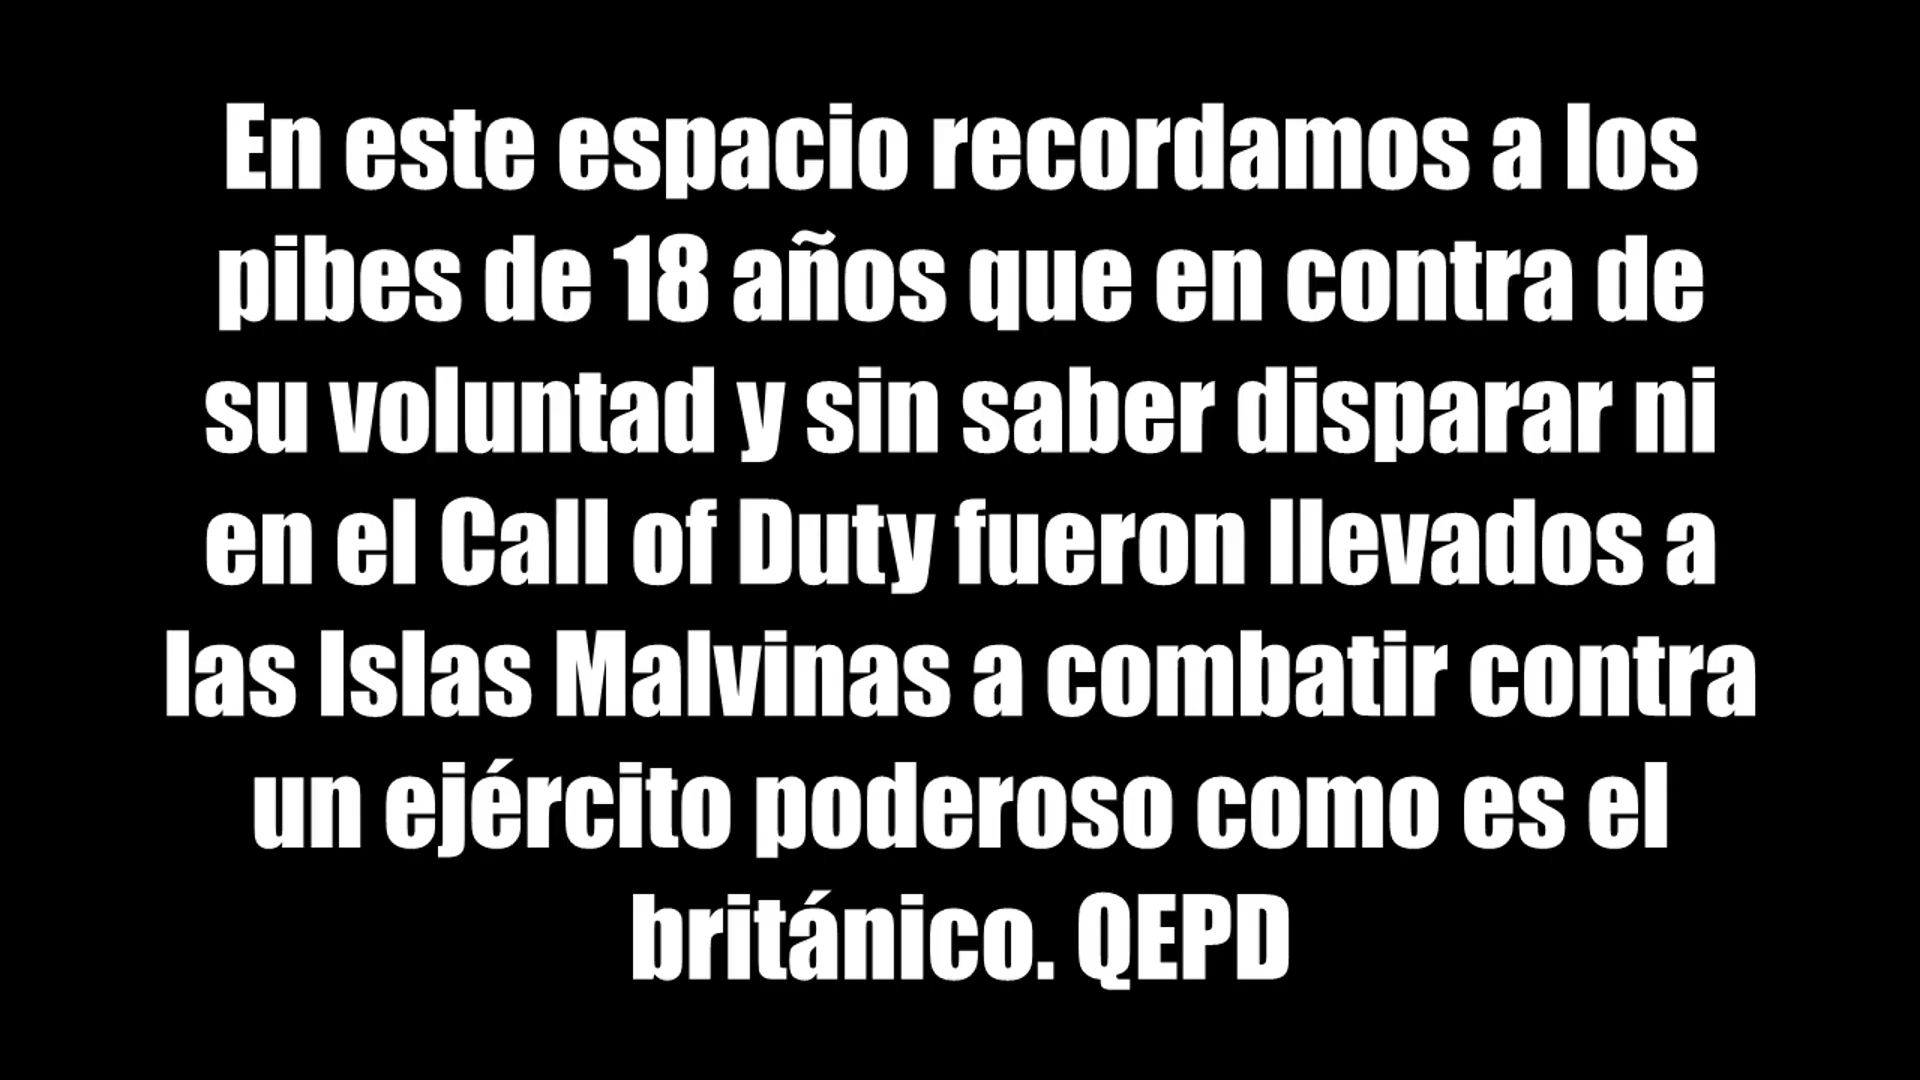 En este espacio recordamos a los
pibes de 18 años que en contra de
su voluntad y sin saber disparar ni
en el Call of Duty fueron llevados a
las Islas Malvinas a combatir contra
un ejército poderoso como es el
británico. QEPD